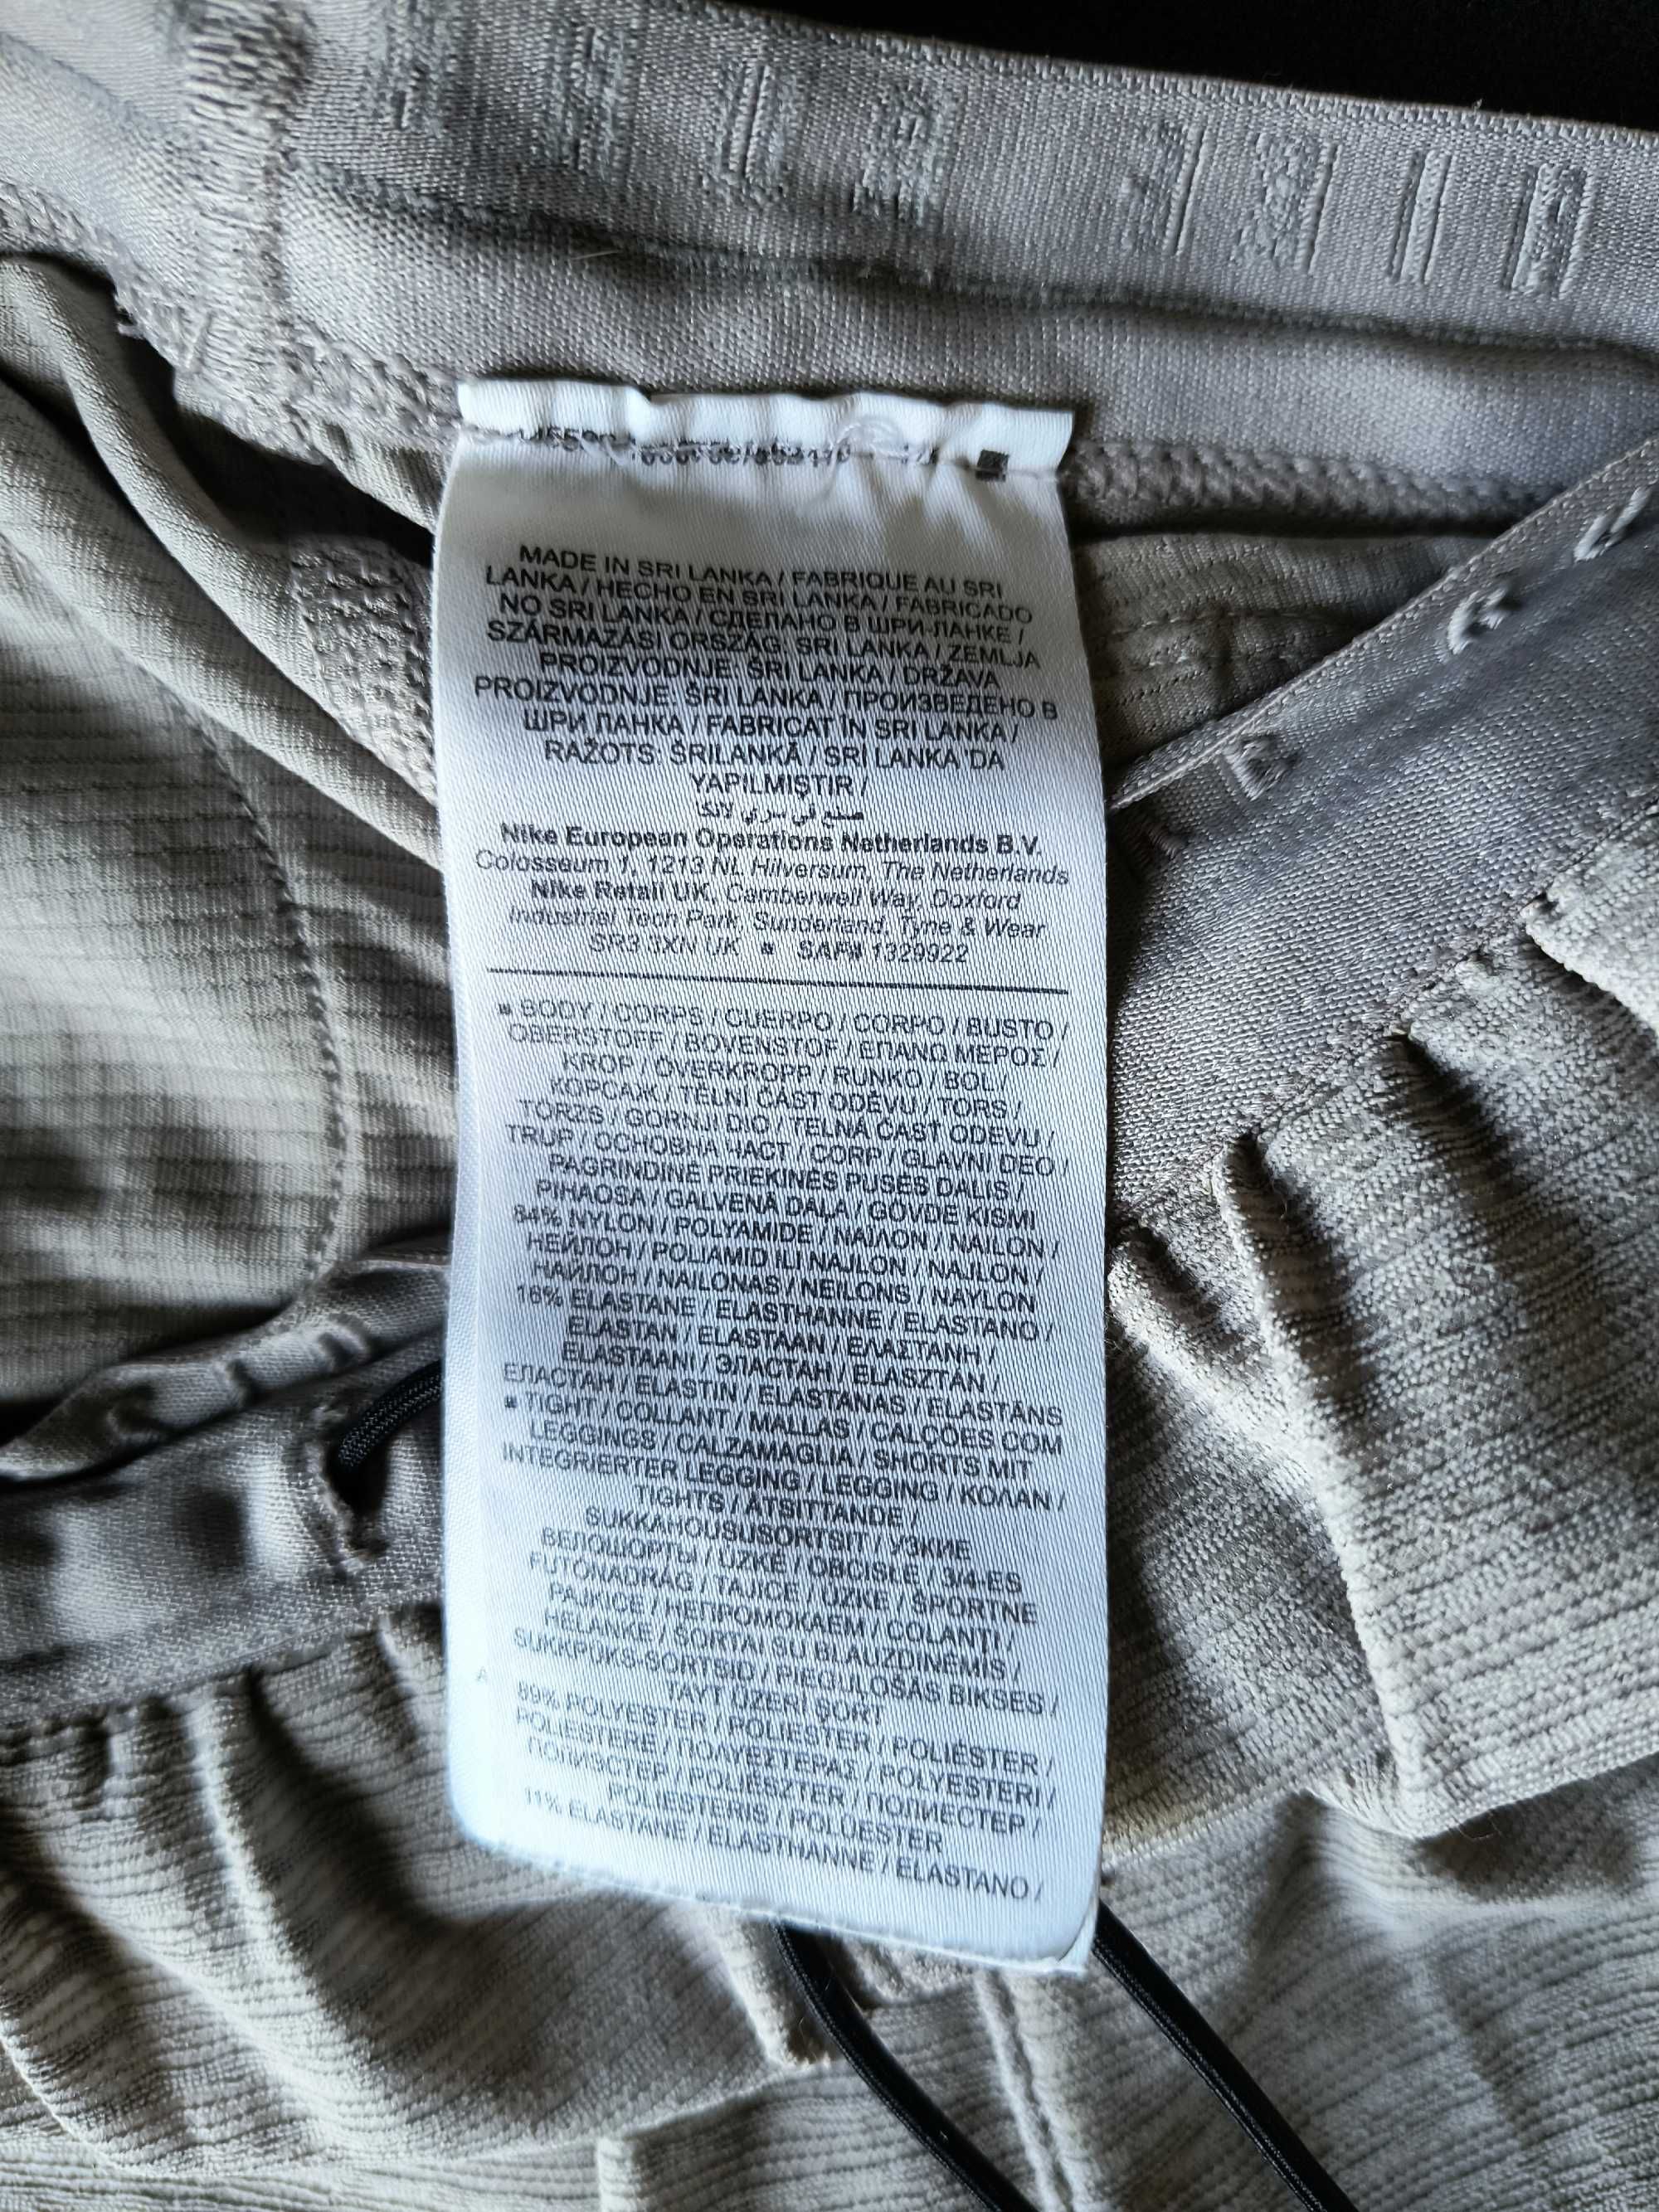 MADE IN SRI LANKA / FABRIQUE AU SRI
LANKA / HECHO EN SRI LANKA / FABRICADO
NO SRI LANKA / СДЕЛАНО В ШРИ-ЛАНКЕ /
SZÁRMAZÁSI ORSZÁG: SRI LANKA / ZEMLJA
PROIZVODNJE: ŠRI LANKA / DRŽAVA
PROIZVODNJE: ŠRI LANKA / ПРОИЗВЕДЕНО В
ШРИ ЛАНКА / FABRICAT ÎN SRI LANKA /
RAŽOTS: ŠRILANKĀ / SRİ LANKA 'DA
YAPILMIŞTIR /
صنع في سري لانكا
Nike European Operations Netherlands B.V.
Colosseum 1, 1213 NL Hilversum, The Netherlands
Nike Retail UK, Camberwell Way, Doxford
Industrial Tech Park, Sunderland, Tyne & Wear
SR3 3XN UK ■ SAF# 1329922
■ BODY / CORPS / CUERPO / CORPO / BUSTO /
OBERSTOFF / BOVENSTOF / ΕΠΑΝΩ ΜΕΡΟΣ /
KROP / ÖVERKROPP / RUNKO / BOL /
КОРСАЖ / TĚLNÍ ČÁST ODĚVU / TORS /
TÖRZS / GORNJI DIO / TELNÁ ČASŤ ODEVU /
TRUP / ОСНОВНА ЧАСТ / CORP / GLAVNI DEO /
PAGRINDINĖ PRIEKINĖS PUSĖS DALIS /
PIHAOSA / GALVENĀ DAĻA / GÖVDE KISMI
84% NYLON / POLYAMIDE / ΝΑΪΛΟΝ / NAILON /
НЕЙЛОН / POLIAMID ILI NAJLON / NAJLON /
НАЙЛОН / NAILONAS / NEILONS / NAYLON
16% ELASTANE / ELASTHANNE / ELASTANO /
ELASTAN / ELASTAAN / ΕΛΑΣΤΑΝΗ /
ELASTAANI / ЭЛАСТАН / ELASZTÁN /
ЕЛАСТАН / ELASTIN / ELASTANAS / ELASTĀNS
■ TIGHT / COLLANT / MALLAS / CALÇÕES COM
LEGGINGS / CALZAMAGLIA / SHORTS MIT
INTEGRIERTER LEGGING / LEGGING / ΚΟΛΑΝ /
TIGHTS / ÅTSITTANDE /
SUKKAHOUSUSORTSIT / УЗКИЕ
ВЕЛОШОРТЫ / ÚZKÉ / OBCISŁE / 3/4-ES
FUTÓNADRÁG / TAJICE / ÚZKE / ŠPORTNE
PAJKICE / НЕПРОМОКАЕМ / COLANȚI /
HELANKE / ŠORTAI SU BLAUZDINĖMIS /
SUKKPÜKS-SORTSID / PIEGUĻOŠAS BIKSES /
TAYT ÜZERİ ŞORT
89% POLYESTER / POLIESTER / POLIÉSTER /
POLIESTERE / ΠΟΛΥΕΣΤΕΡΑΣ / POLYESTERI /
ПОЛИЭСТЕР / POLIÉSZTER / ПОЛИЕСТЕР /
POLIESTERIS / POLÜESTER
11% ELASTANE / ELASTHANNE / ELASTANO /